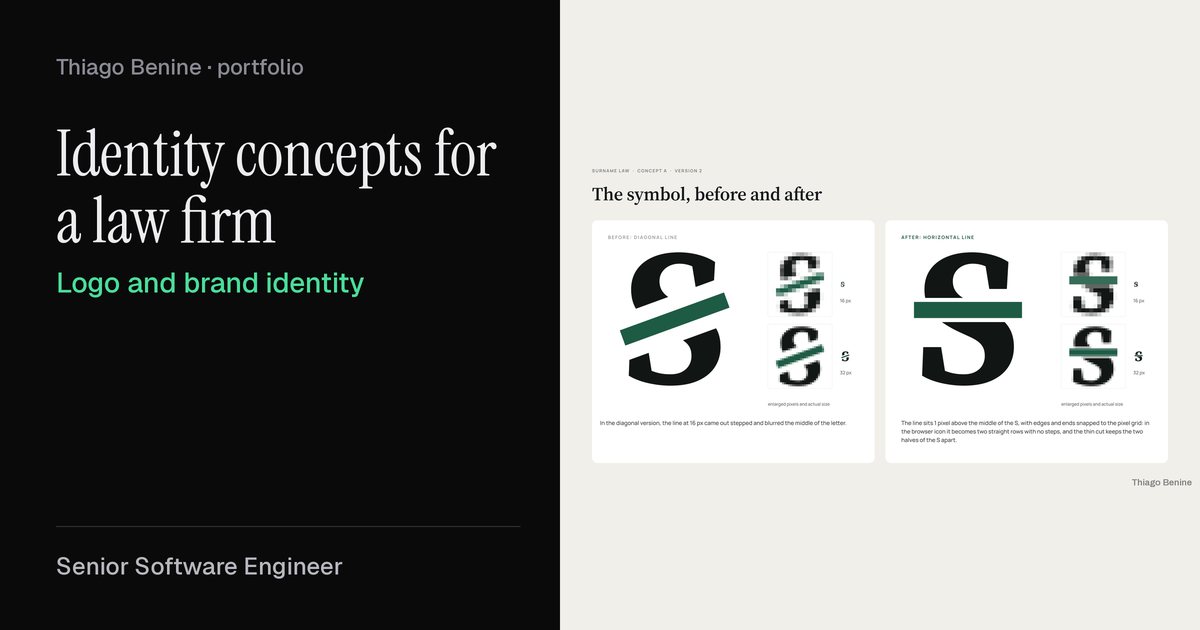 Thiago Benine · portfolio
Identity concepts for
a law firm
Logo and brand identity
Senior Software Engineer
SURNAME LAW · CONCEPT A · VERSION 2
The symbol, before and after
BEFORE: DIAGONAL LINE
S
S
16 px
S
S
32 px
enlarged pixels and actual size
In the diagonal version, the line at 16 px came out stepped and blurred the middle of the letter.
AFTER: HORIZONTAL LINE
S
S
16 px
S
S
32 px
enlarged pixels and actual size
The line sits 1 pixel above the middle of the S, with edges and ends snapped to the pixel grid: in
the browser icon it becomes two straight rows with no steps, and the thin cut keeps the two
halves of the S apart.
Thiago Benine